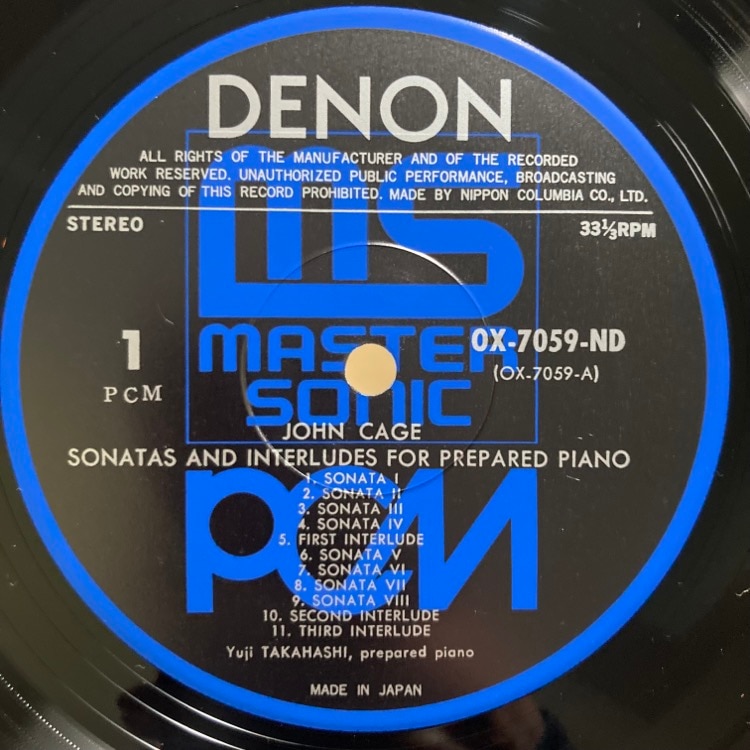 DENON
ALL RIGHTS OF THE MANUFACTURER AND OF THE RECORDED
WORK RESERVED. UNAUTHORIZED PUBLIC PERFORMANCE, BROADCASTING
AND COPYING OF THIS RECORD PROHIBITED. MADE BY NIPPON COLUMBIA CO., LTD.
STEREO 33⅓RPM
ms
MASTER
SONIC
1 OX-7059-ND
PCM (OX-7059-A)
JOHN CAGE
SONATAS AND INTERLUDES FOR PREPARED PIANO
PCM
1. SONATA I
2. SONATA II
3. SONATA III
4. SONATA IV
5. FIRST INTERLUDE
6. SONATA V
7. SONATA VI
8. SONATA VII
9. SONATA VIII
10. SECOND INTERLUDE
11. THIRD INTERLUDE
Yuji TAKAHASHI, prepared piano
MADE IN JAPAN